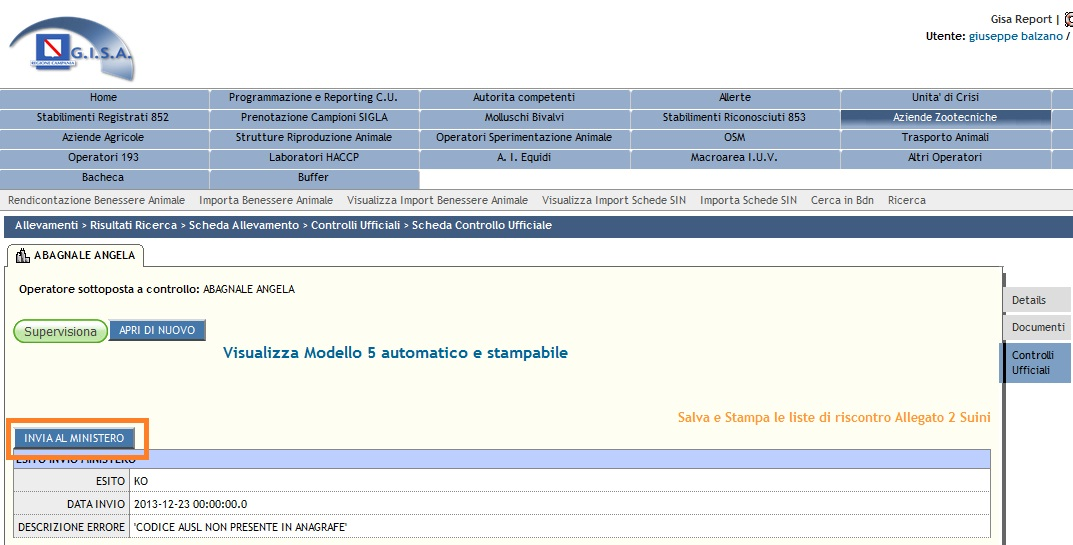 Gisa Report |
Utente: giuseppe balzano /
G.I.S.A.
REGIONE CAMPANIA
Home Programmazione e Reporting C.U. Autorita competenti Allerte Unita' di Crisi
Stabilimenti Registrati 852 Prenotazione Campioni SIGLA Molluschi Bivalvi Stabilimenti Riconosciuti 853 Aziende Zootecniche
Aziende Agricole Strutture Riproduzione Animale Operatori Sperimentazione Animale OSM Trasporto Animali
Operatori 193 Laboratori HACCP A. I. Equidi Macroarea I.U.V. Altri Operatori
Bacheca Buffer
Rendicontazione Benessere Animale Importa Benessere Animale Visualizza Import Benessere Animale Visualizza Import Schede SIN Importa Schede SIN Cerca in Bdn Ricerca
Allevamenti > Risultati Ricerca > Scheda Allevamento > Controlli Ufficiali > Scheda Controllo Ufficiale
ABAGNALE ANGELA
Operatore sottoposta a controllo: ABAGNALE ANGELA
Details
Documenti
Controlli
Ufficiali
Supervisiona APRI DI NUOVO
Visualizza Modello 5 automatico e stampabile
Salva e Stampa le liste di riscontro Allegato 2 Suini
INVIA AL MINISTERO
ESITO INVIO MINISTERO
ESITO KO
DATA INVIO 2013-12-23 00:00:00.0
DESCRIZIONE ERRORE 'CODICE AUSL NON PRESENTE IN ANAGRAFE'